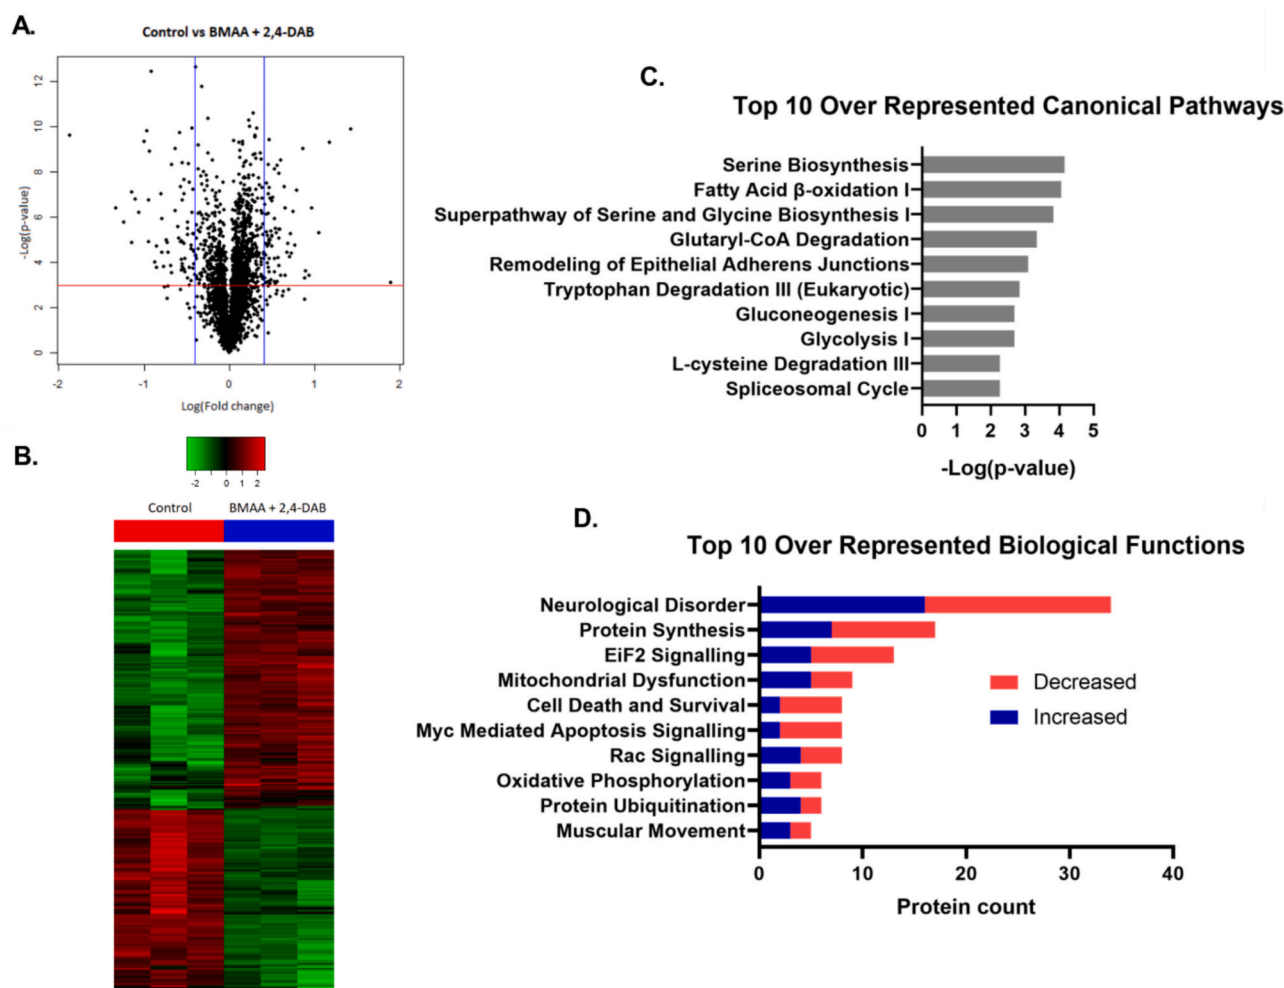 A.
Control vs BMAA + 2,4-DAB
-Log(p-value)
12
10
8
6
4
2
0
-2 -1 0 1 2
Log(Fold change)
B.
-2 0 1 2
Control BMAA + 2,4-DAB
C.
Top 10 Over Represented Canonical Pathways
Serine Biosynthesis
Fatty Acid β-oxidation I
Superpathway of Serine and Glycine Biosynthesis I
Glutaryl-CoA Degradation
Remodeling of Epithelial Adherens Junctions
Tryptophan Degradation III (Eukaryotic)
Gluconeogenesis I
Glycolysis I
L-cysteine Degradation III
Spliceosomal Cycle
0 1 2 3 4 5
-Log(p-value)
D.
Top 10 Over Represented Biological Functions
Neurological Disorder
Protein Synthesis
EiF2 Signalling
Mitochondrial Dysfunction
Cell Death and Survival
Myc Mediated Apoptosis Signalling
Rac Signalling
Oxidative Phosphorylation
Protein Ubiquitination
Muscular Movement
Decreased
Increased
0 10 20 30 40
Protein count